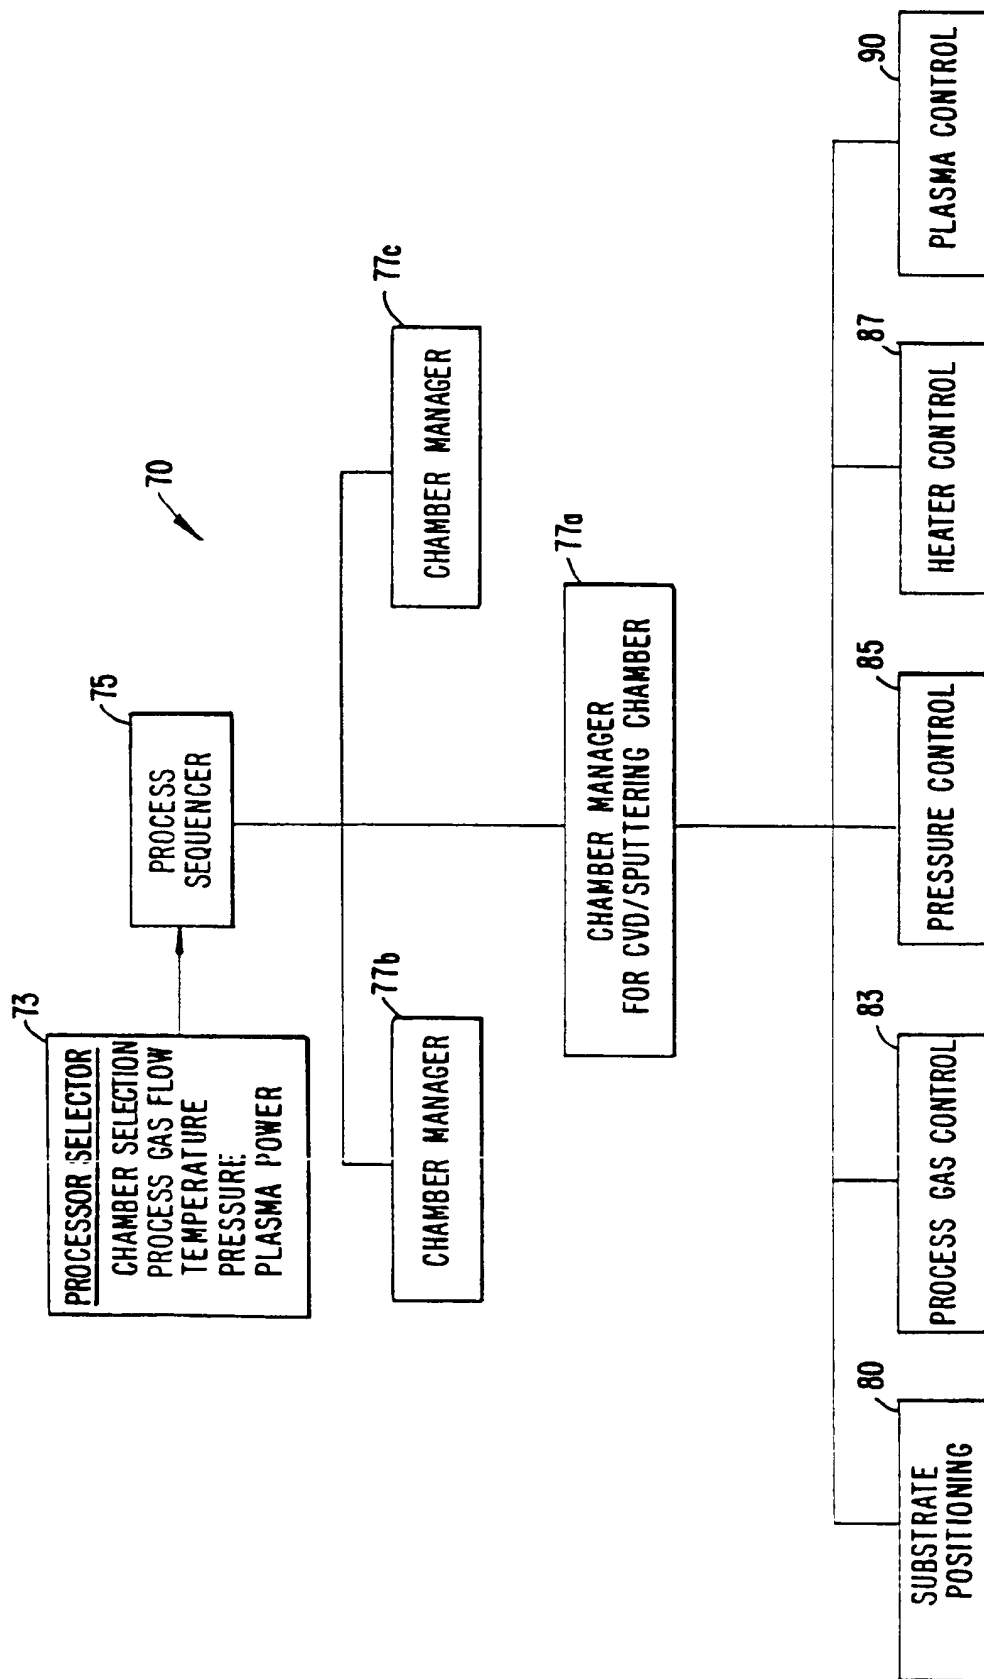 70
73
PROCESSOR SELECTOR
CHAMBER SELECTION
PROCESS GAS FLOW
TEMPERATURE
PRESSURE
PLASMA POWER
75
PROCESS
SEQUENCER
77b
CHAMBER MANAGER
77c
CHAMBER MANAGER
77a
CHAMBER MANAGER
FOR CVD/SPUTTERING CHAMBER
80
SUBSTRATE
POSITIONING
83
PROCESS GAS CONTROL
85
PRESSURE CONTROL
87
HEATER CONTROL
90
PLASMA CONTROL